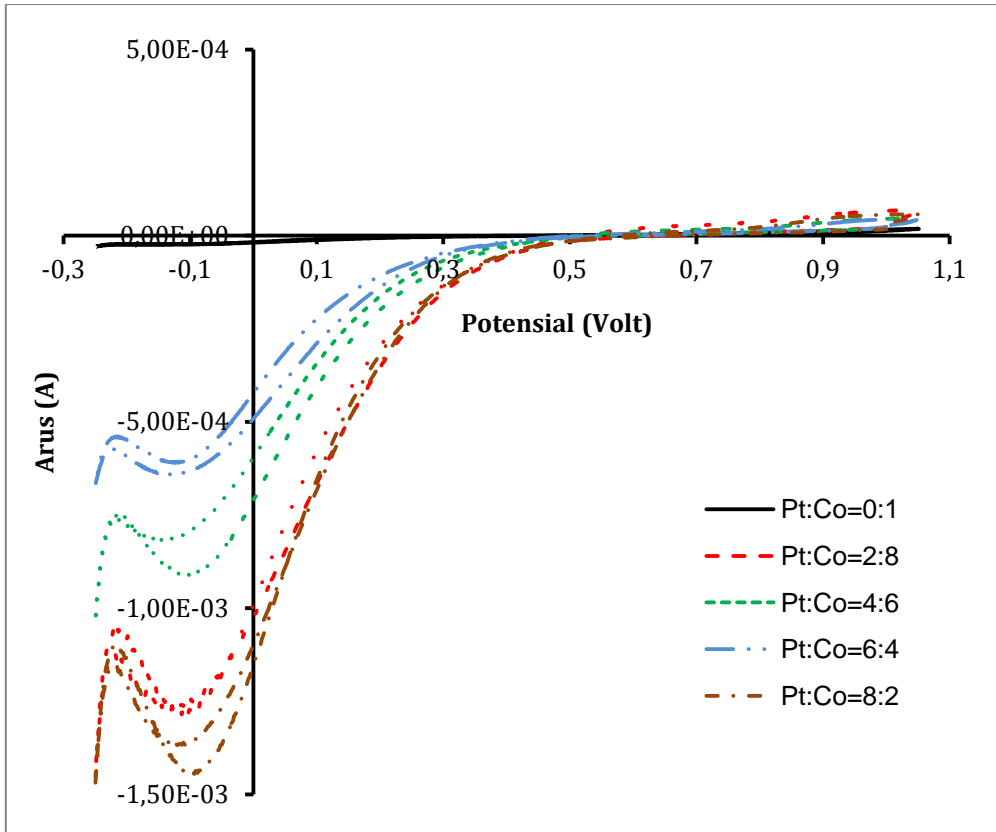 5,00E-04
0,00E+00
-0,3
-0,1
0,1
0,3
0,5
0,7
0,9
1,1
Potensial (Volt)
Arus (A)
-5,00E-04
-1,00E-03
-1,50E-03
Pt:Co=0:1
Pt:Co=2:8
Pt:Co=4:6
Pt:Co=6:4
Pt:Co=8:2